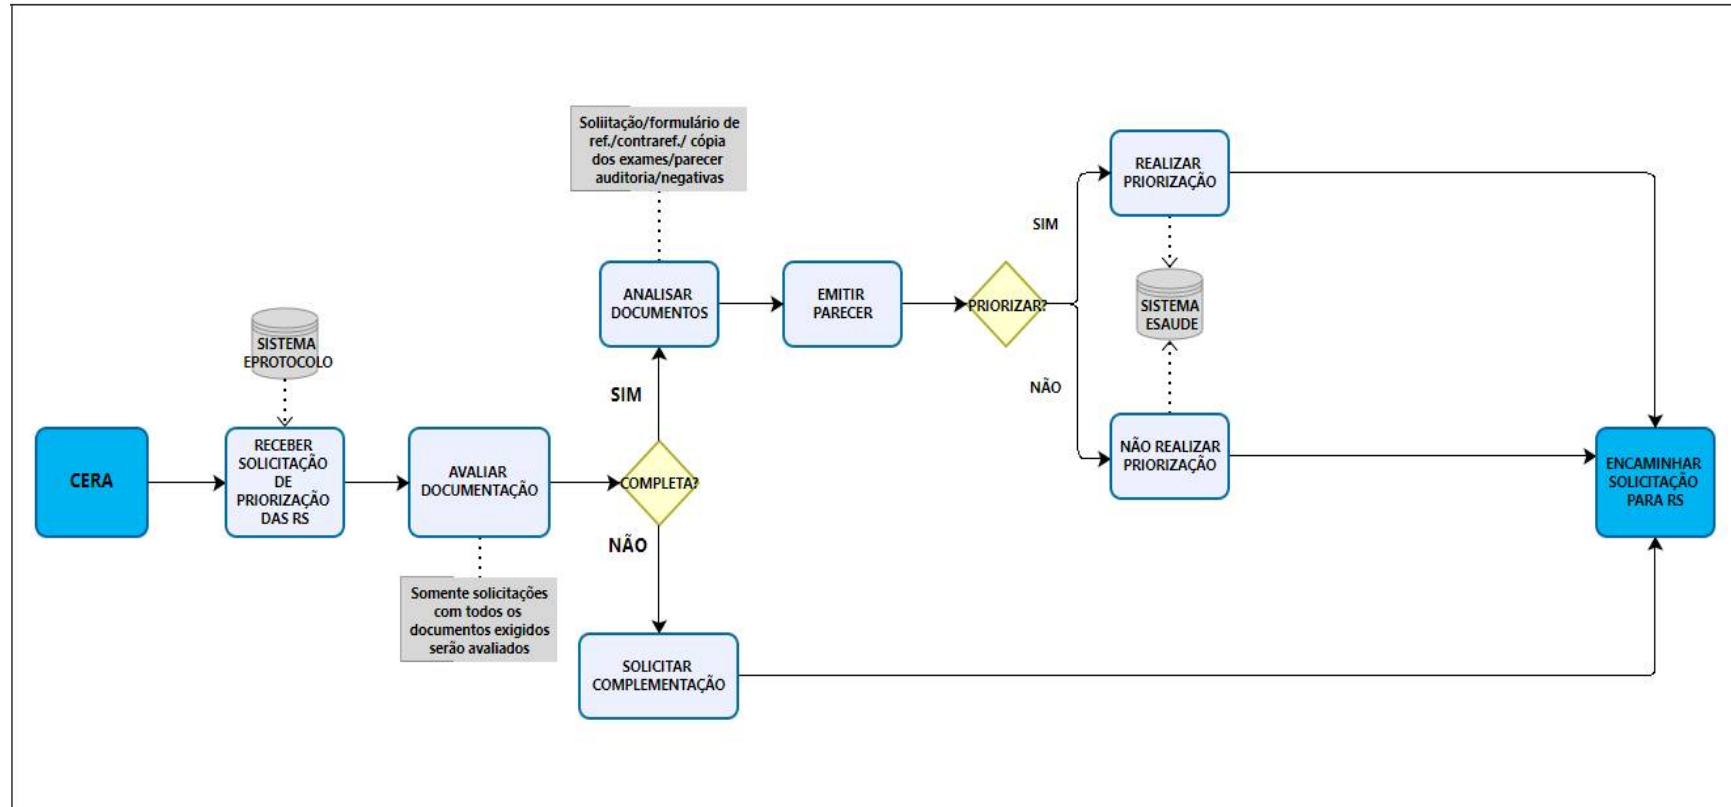 Soliitação/formulário de
ref./contraref./ cópia
dos exames/parecer
auditoria/negativas
REALIZAR
PRIORIZAÇÃO
SIM
ANALISAR
DOCUMENTOS
EMITIR
PARECER
PRIORIZAR?
SISTEMA
ESAUDE
SISTEMA
EPROTOCOLO
SIM
NÃO
CERA
RECEBER
SOLICITAÇÃO
DE
PRIORIZAÇÃO
DAS RS
AVALIAR
DOCUMENTAÇÃO
COMPLETA?
NÃO REALIZAR
PRIORIZAÇÃO
ENCAMINHAR
SOLICITAÇÃO
PARA RS
NÃO
Somente solicitações
com todos os
documentos exigidos
serão avaliados
SOLICITAR
COMPLEMENTAÇÃO